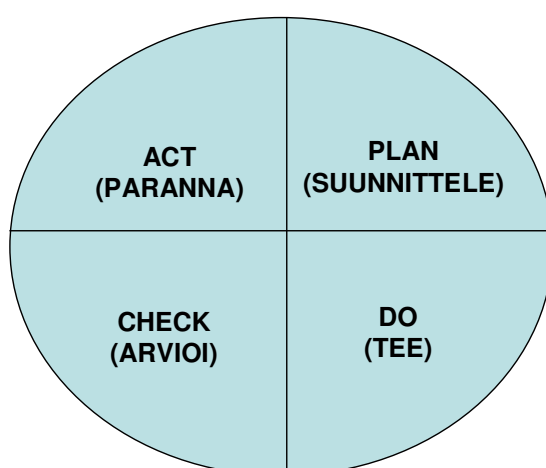 ACT
(PARANNA)
PLAN
(SUUNNITTELE)
CHECK
(ARVIOI)
DO
(TEE)